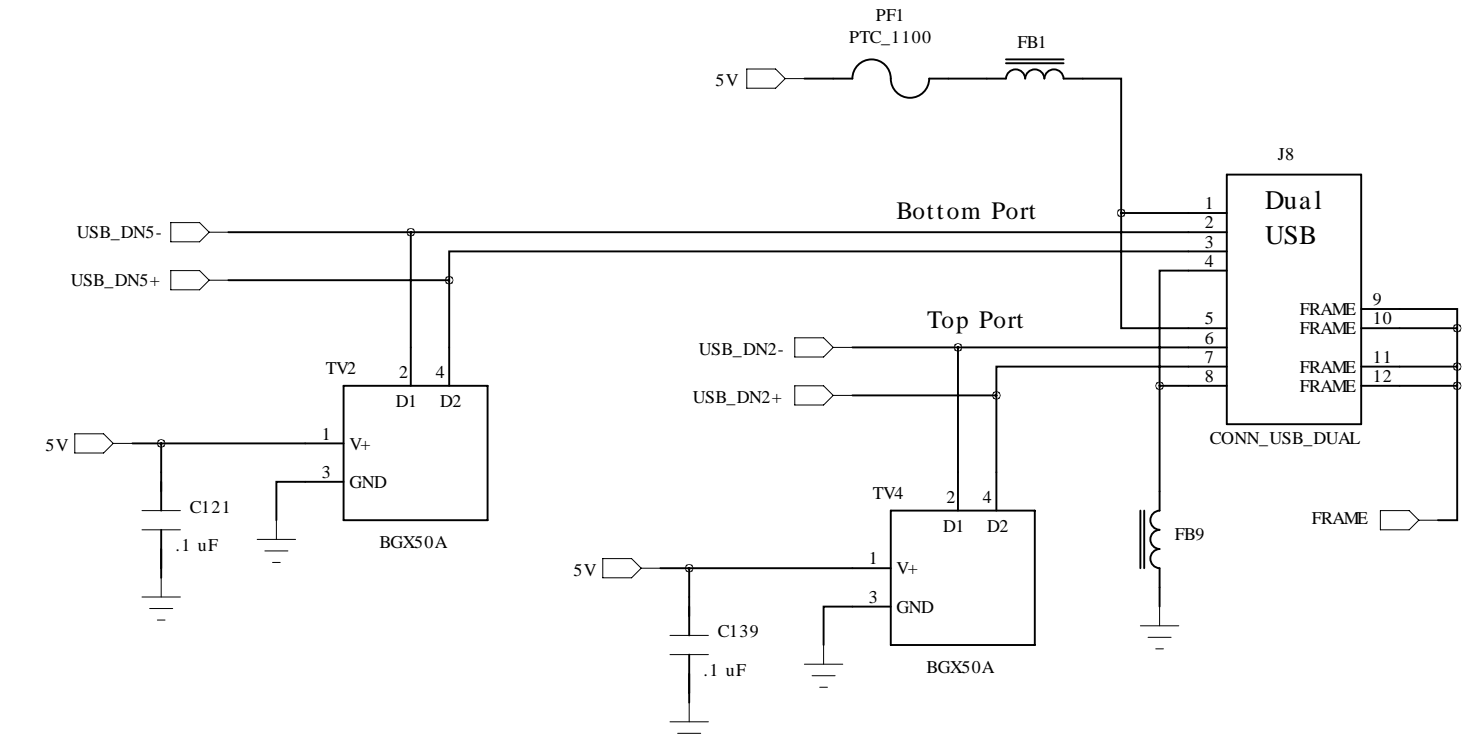 PF1
PTC_1100
FB1
5V
J8
Dual
USB
Bottom Port
1
2
3
4
USB_DN5-
USB_DN5+
FRAME 9
FRAME 10
FRAME 11
FRAME 12
Top Port
5
6
7
8
USB_DN2-
USB_DN2+
CONN_USB_DUAL
TV2
2 4
D1 D2
5V
1 V+
3 GND
C121
.1 uF
BGX50A
TV4
2 4
D1 D2
FRAME
FB9
5V
1 V+
3 GND
C139
.1 uF
BGX50A